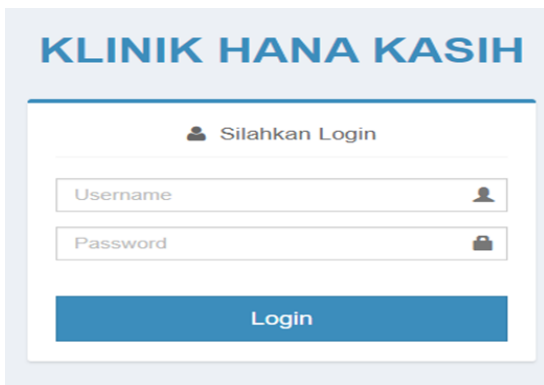 KLINIK HANA KASIH
Silahkan Login
Username
Password
Login